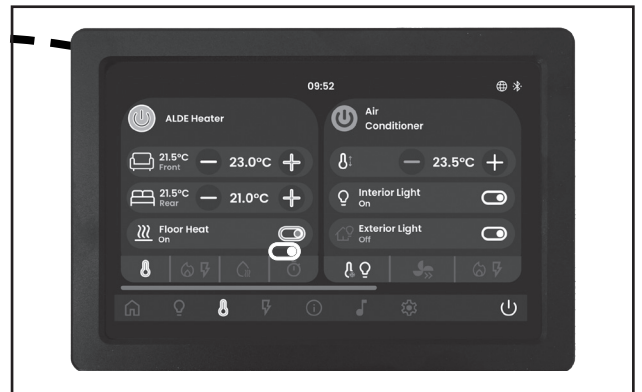 09:52
ALDE Heater
21.5°C
Front
23.0°C
21.5°C
Rear
21.0°C
Floor Heat
On
Air
Conditioner
23.5°C
Interior Light
On
Exterior Light
Off